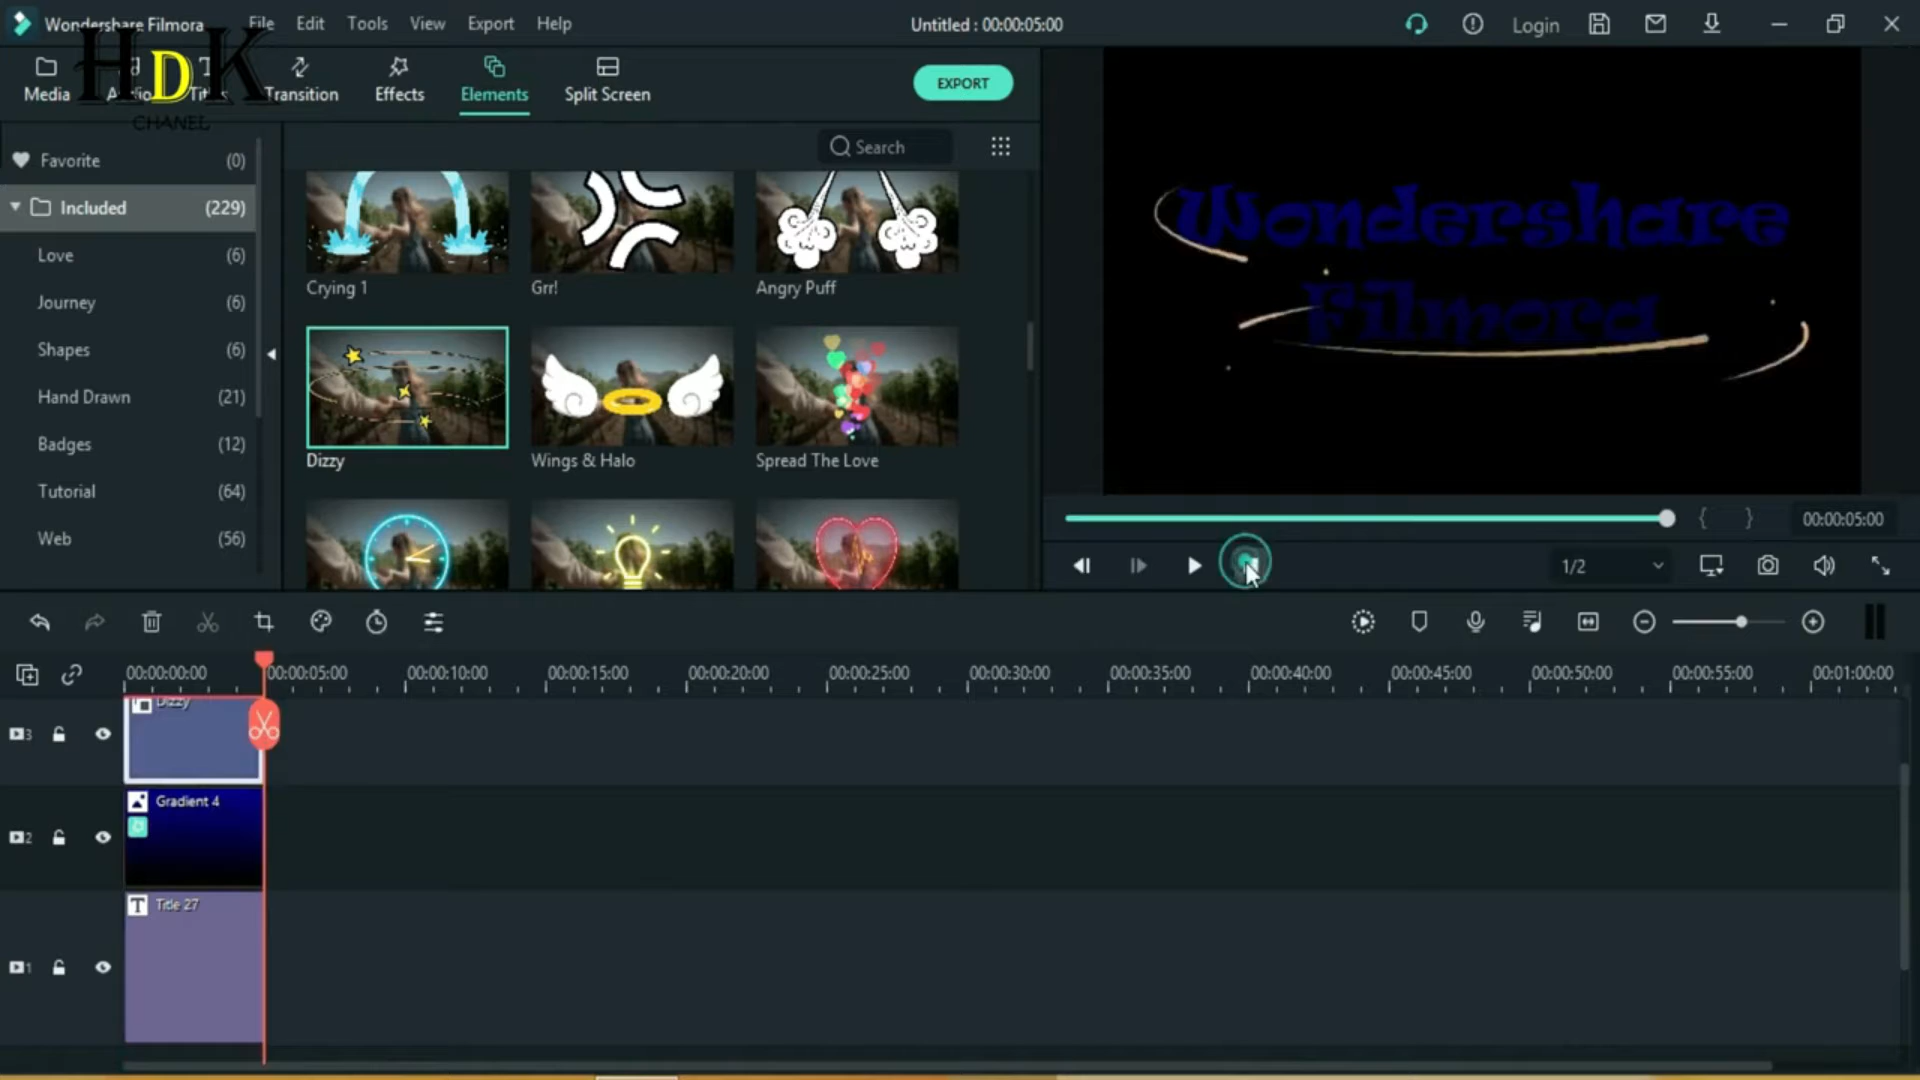 Wondershare Filmora
File
Edit
Tools
View
Export
Help
Untitled : 00:00:05:00
Login
HDK
CHANEL
Media
Transition
Effects
Elements
Split Screen
EXPORT
Favorite (0)
Included (229)
Love (6)
Journey (6)
Shapes (6)
Hand Drawn (21)
Badges (12)
Tutorial (64)
Web (56)
Search
Crying 1
Grr!
Angry Puff
Dizzy
Wings & Halo
Spread The Love
Wondershare
Filmora
00:00:05:00
1/2
00:00:00:00
00:00:05:00
00:00:10:00
00:00:15:00
00:00:20:00
00:00:25:00
00:00:30:00
00:00:35:00
00:00:40:00
00:00:45:00
00:00:50:00
00:00:55:00
00:01:00:00
3
Dizzy
2
Gradient 4
1
T Title 27